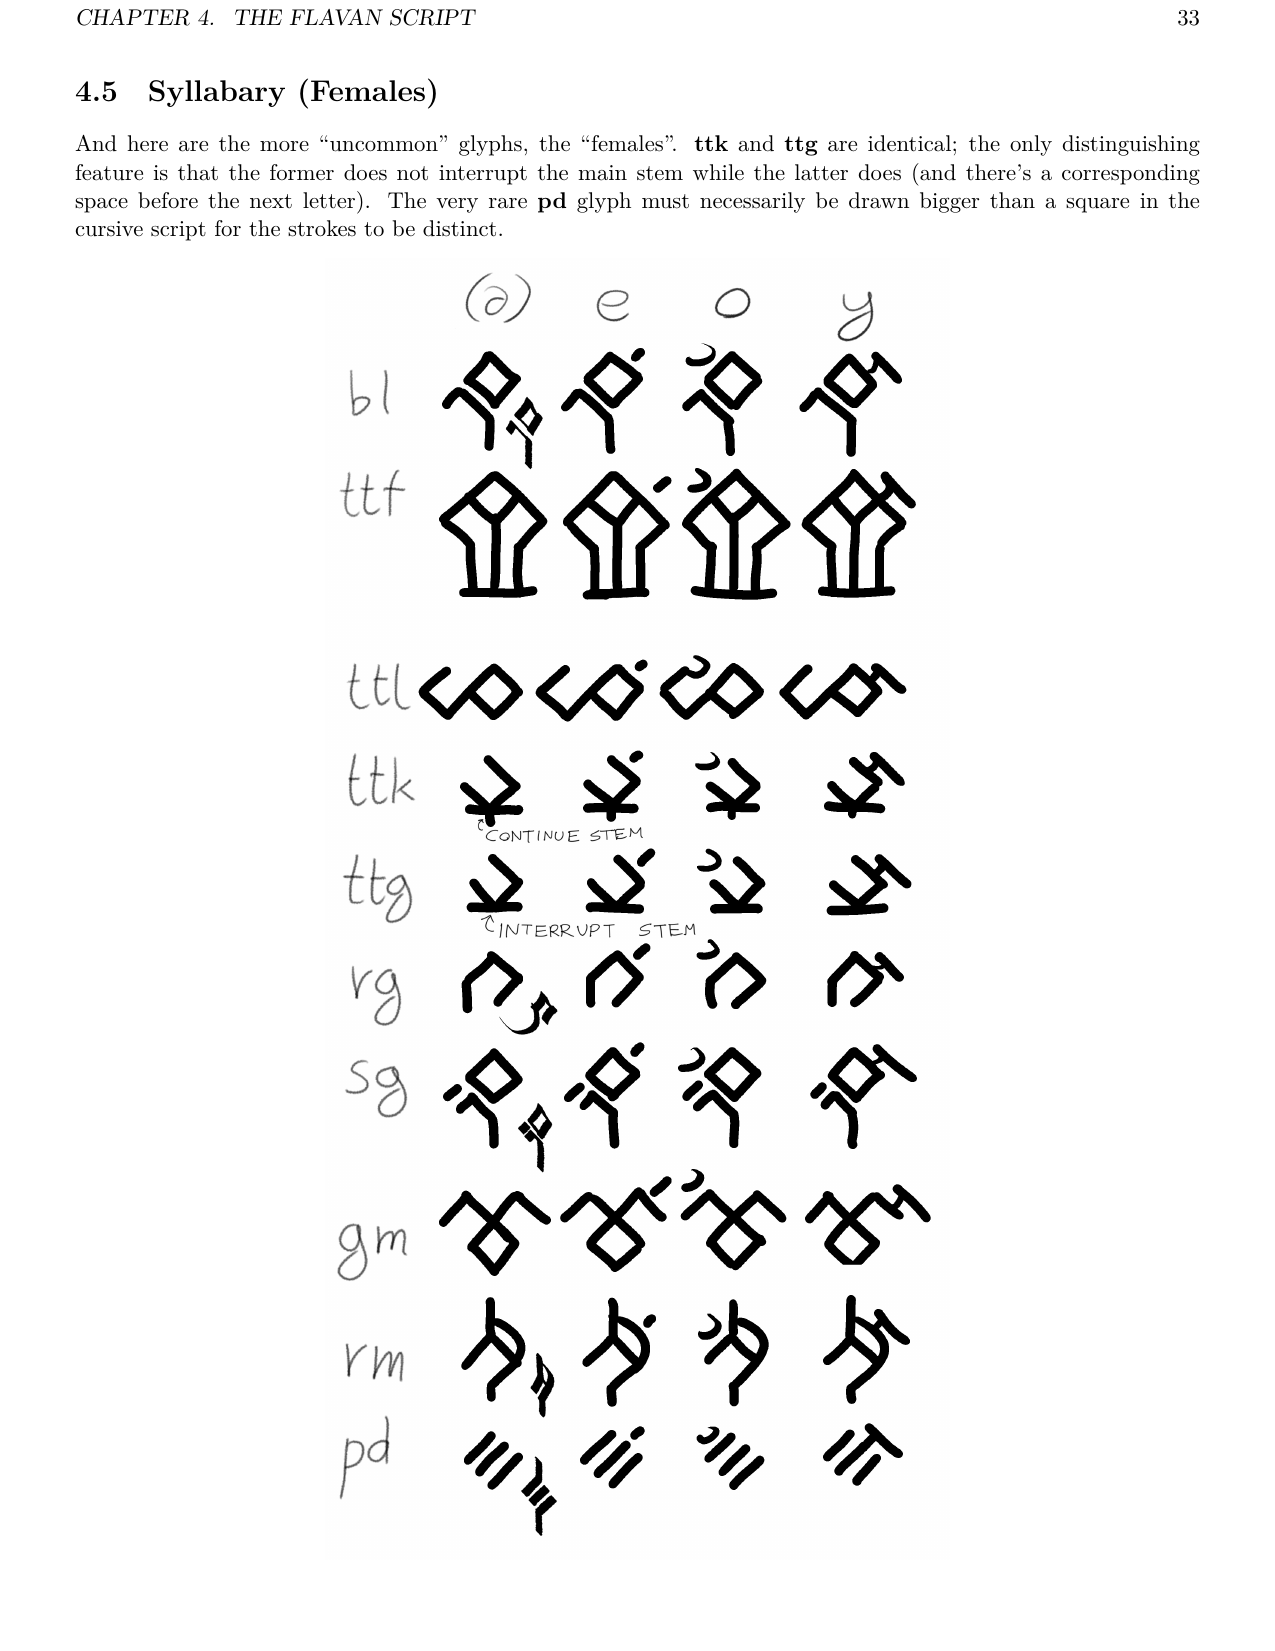 CHAPTER 4. THE FLAVAN SCRIPT 33
4.5 Syllabary (Females)
And here are the more “uncommon” glyphs, the “females”. ttk and ttg are identical; the only distinguishing
feature is that the former does not interrupt the main stem while the latter does (and there’s a corresponding
space before the next letter). The very rare pd glyph must necessarily be drawn bigger than a square in the
cursive script for the strokes to be distinct.
(a) e o y
bl
ttf
ttl
ttk
CONTINUE STEM
ttg
INTERRUPT STEM
rg
sg
gm
rm
pd